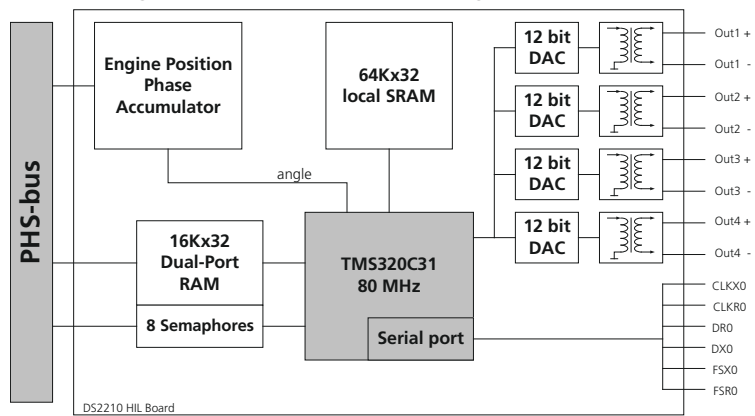 PHS-bus
Engine Position
Phase
Accumulator
64Kx32
local SRAM
angle
16Kx32
Dual-Port
RAM
8 Semaphores
TMS320C31
80 MHz
Serial port
12 bit
DAC
12 bit
DAC
12 bit
DAC
12 bit
DAC
Out1 +
Out1 -
Out2 +
Out2 -
Out3 +
Out3 -
Out4 +
Out4 -
CLKX0
CLKR0
DR0
DX0
FSX0
FSR0
DS2210 HIL Board